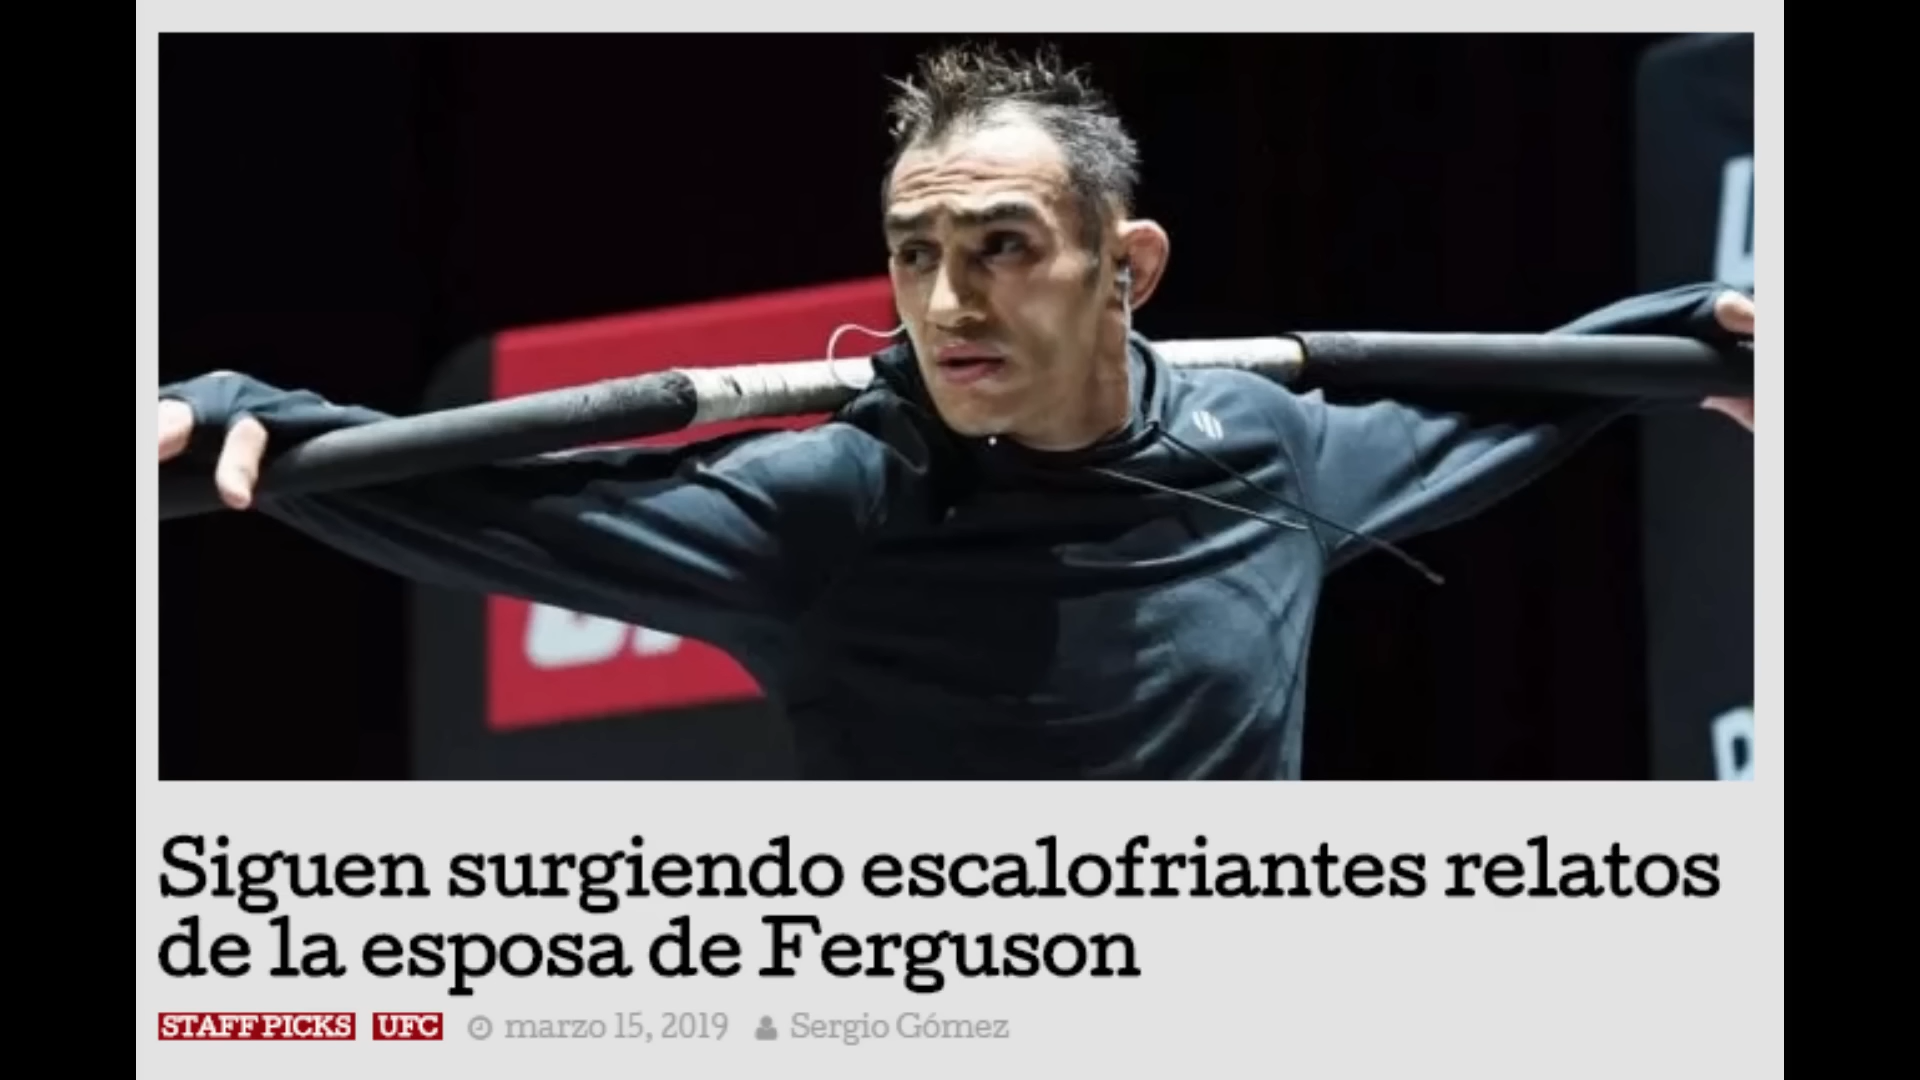 Siguen surgiendo escalofriantes relatos
de la esposa de Ferguson
STAFF PICKS UFC marzo 15, 2019 Sergio Gómez